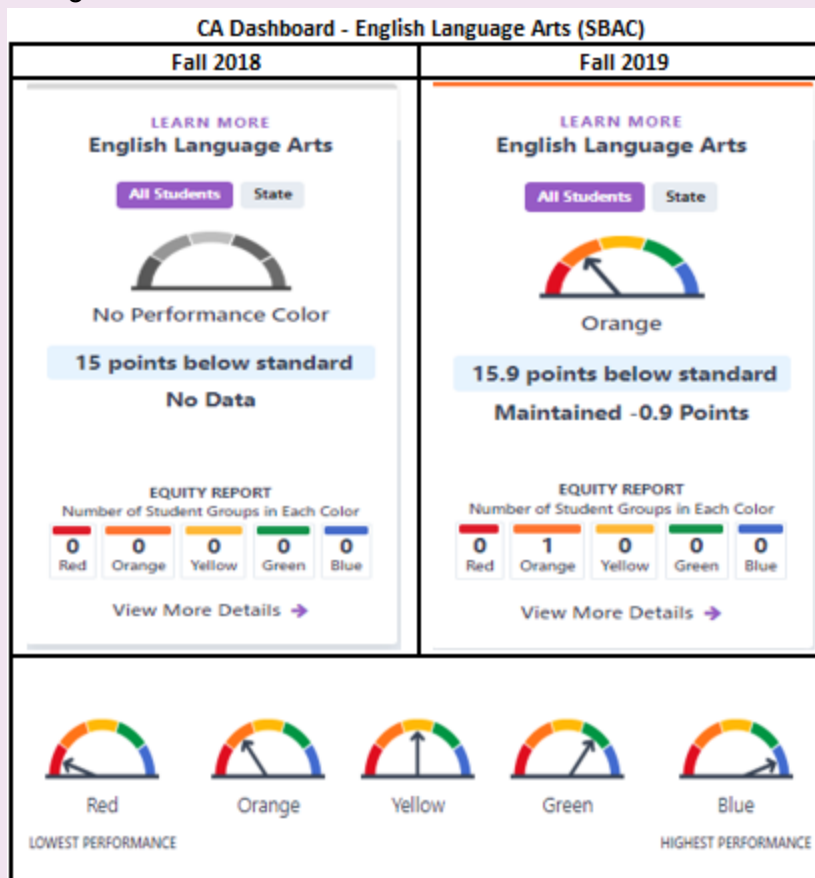 CA Dashboard - English Language Arts (SBAC)
Fall 2018
Fall 2019
LEARN MORE
English Language Arts
All Students State
No Performance Color
15 points below standard
No Data
EQUITY REPORT
Number of Student Groups in Each Color
0 0 0 0 0
Red Orange Yellow Green Blue
View More Details →
LEARN MORE
English Language Arts
All Students State
Orange
15.9 points below standard
Maintained -0.9 Points
EQUITY REPORT
Number of Student Groups in Each Color
0 1 0 0 0
Red Orange Yellow Green Blue
View More Details →
Red Orange Yellow Green Blue
LOWEST PERFORMANCE HIGHEST PERFORMANCE